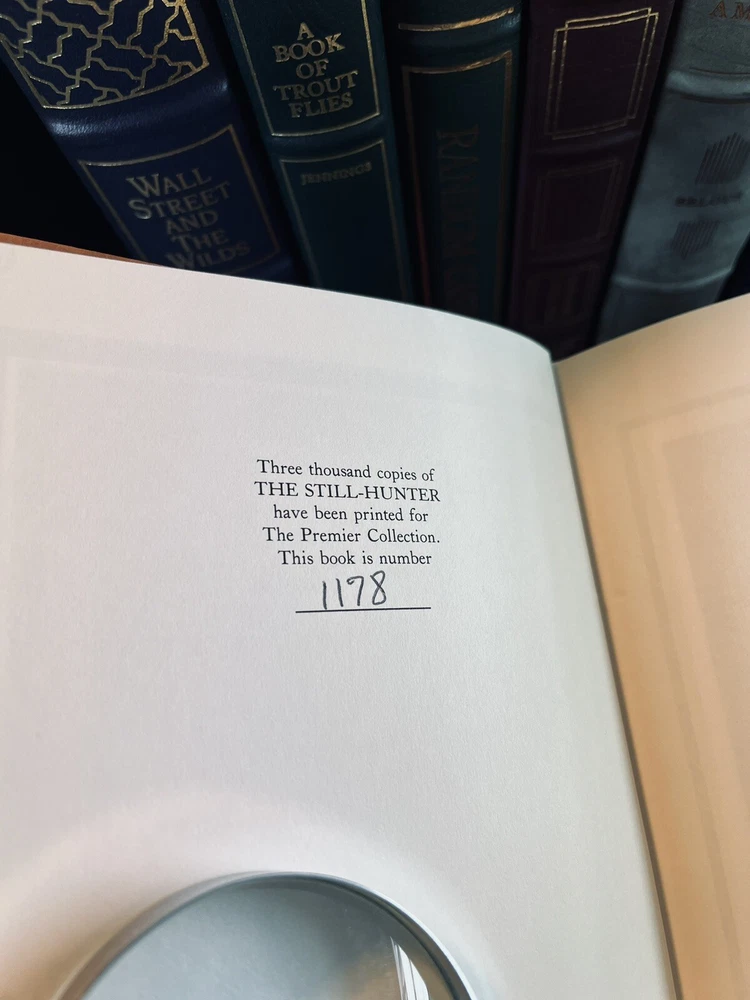 WALL
STREET
AND
THE
WILDS
A
BOOK
OF
TROUT
FLIES
JENNINGS
Three thousand copies of
THE STILL-HUNTER
have been printed for
The Premier Collection.
This book is number
1178